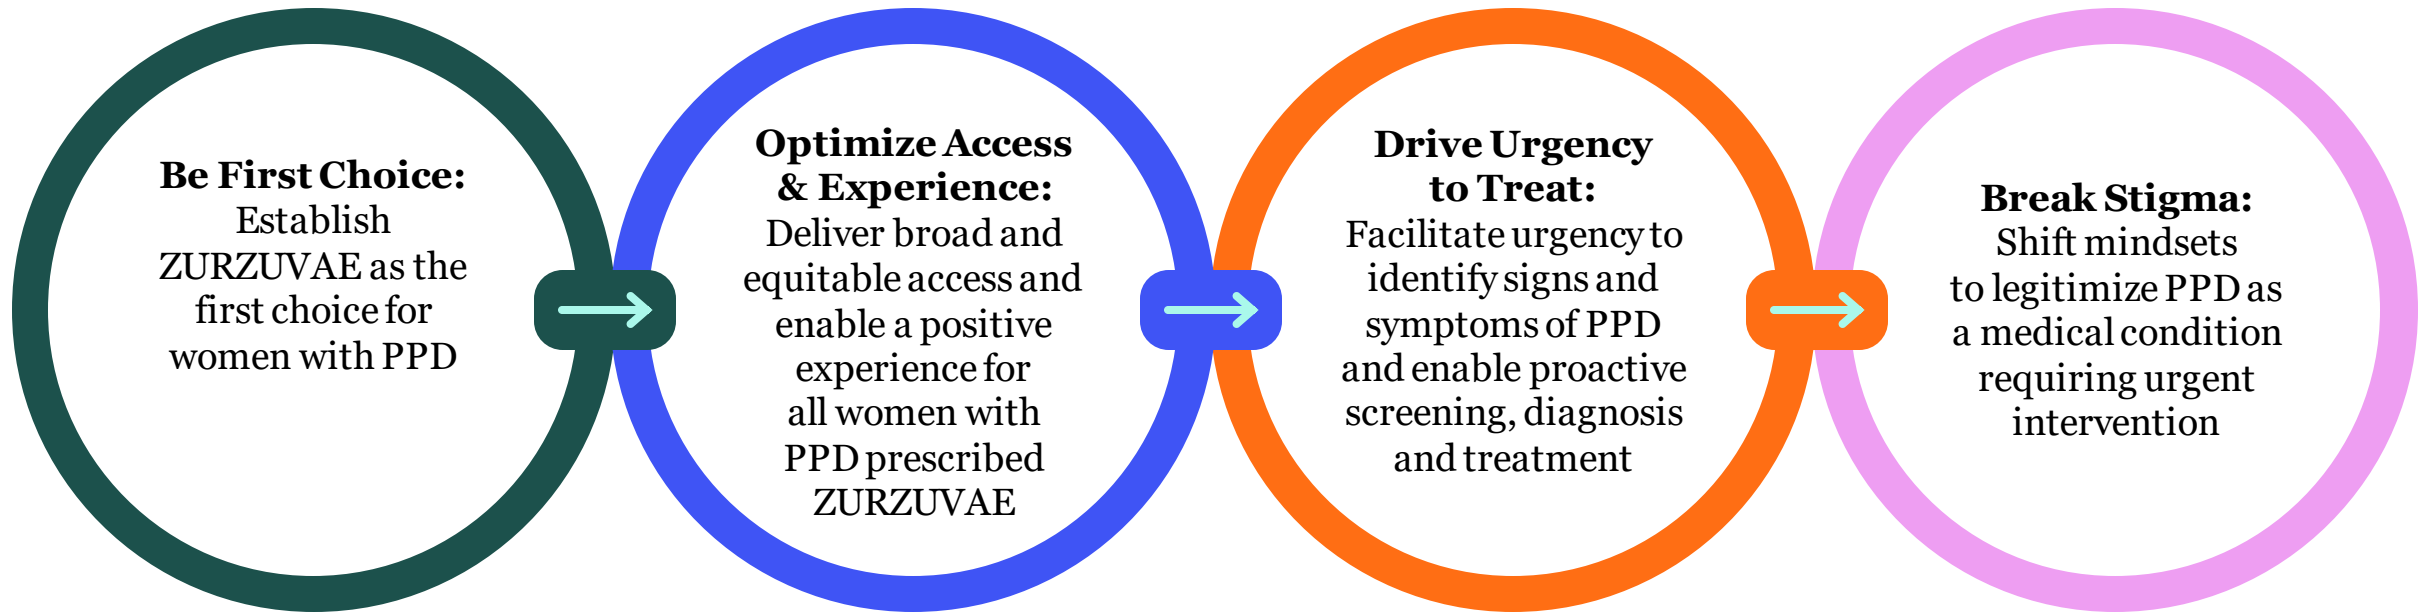 Be First Choice:
Establish
ZURZUVAE as the
first choice for
women with PPD
Optimize Access
& Experience:
Deliver broad and
equitable access and
enable a positive
experience for
all women with
PPD prescribed
ZURZUVAE
Drive Urgency
to Treat:
Facilitate urgency to
identify signs and
symptoms of PPD
and enable proactive
screening, diagnosis
and treatment
Break Stigma:
Shift mindsets
to legitimize PPD as
a medical condition
requiring urgent
intervention